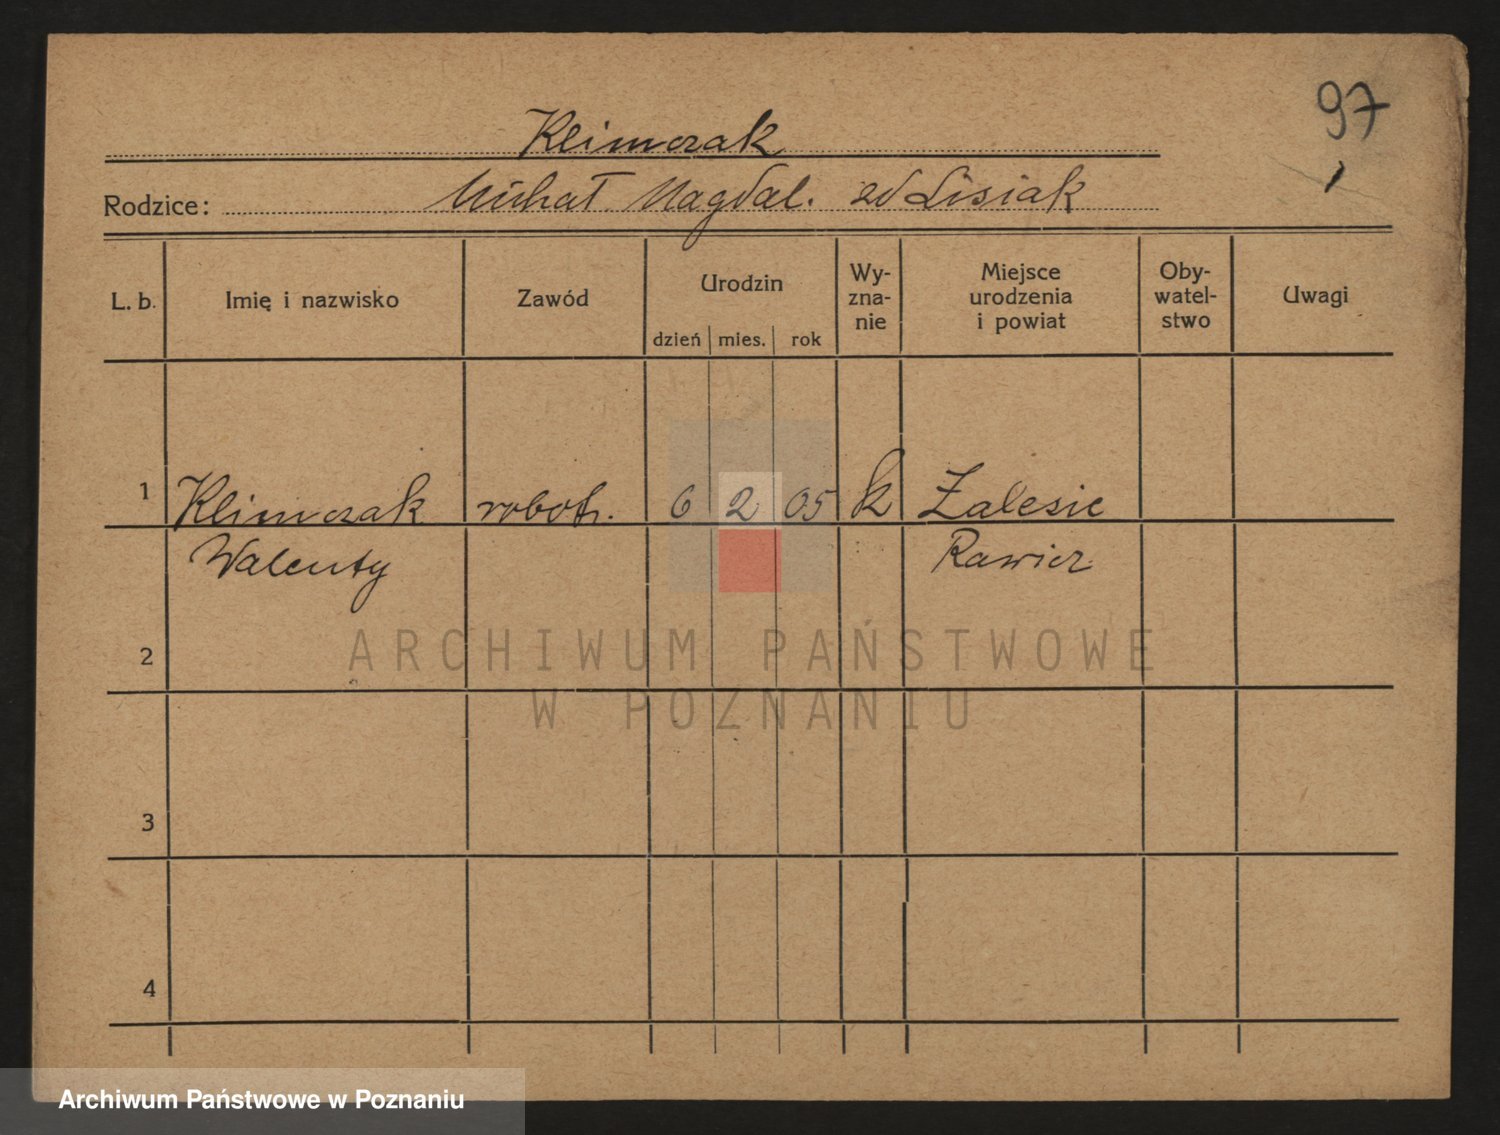 97
Klimczak
Rodzice: Michał Magdal. zd Lisiak
L. b. Imię i nazwisko Zawód Urodzin dzień mies. rok Wy-zna-nie Miejsce urodzenia i powiat Oby-watel-stwo Uwagi
1 Klimczak robotn. 6 2 05 k Zalesie
Walenty Rawicz
2
ARCHIWUM PAŃSTWOWE
W POZNANIU
3
4
Archiwum Państwowe w Poznaniu